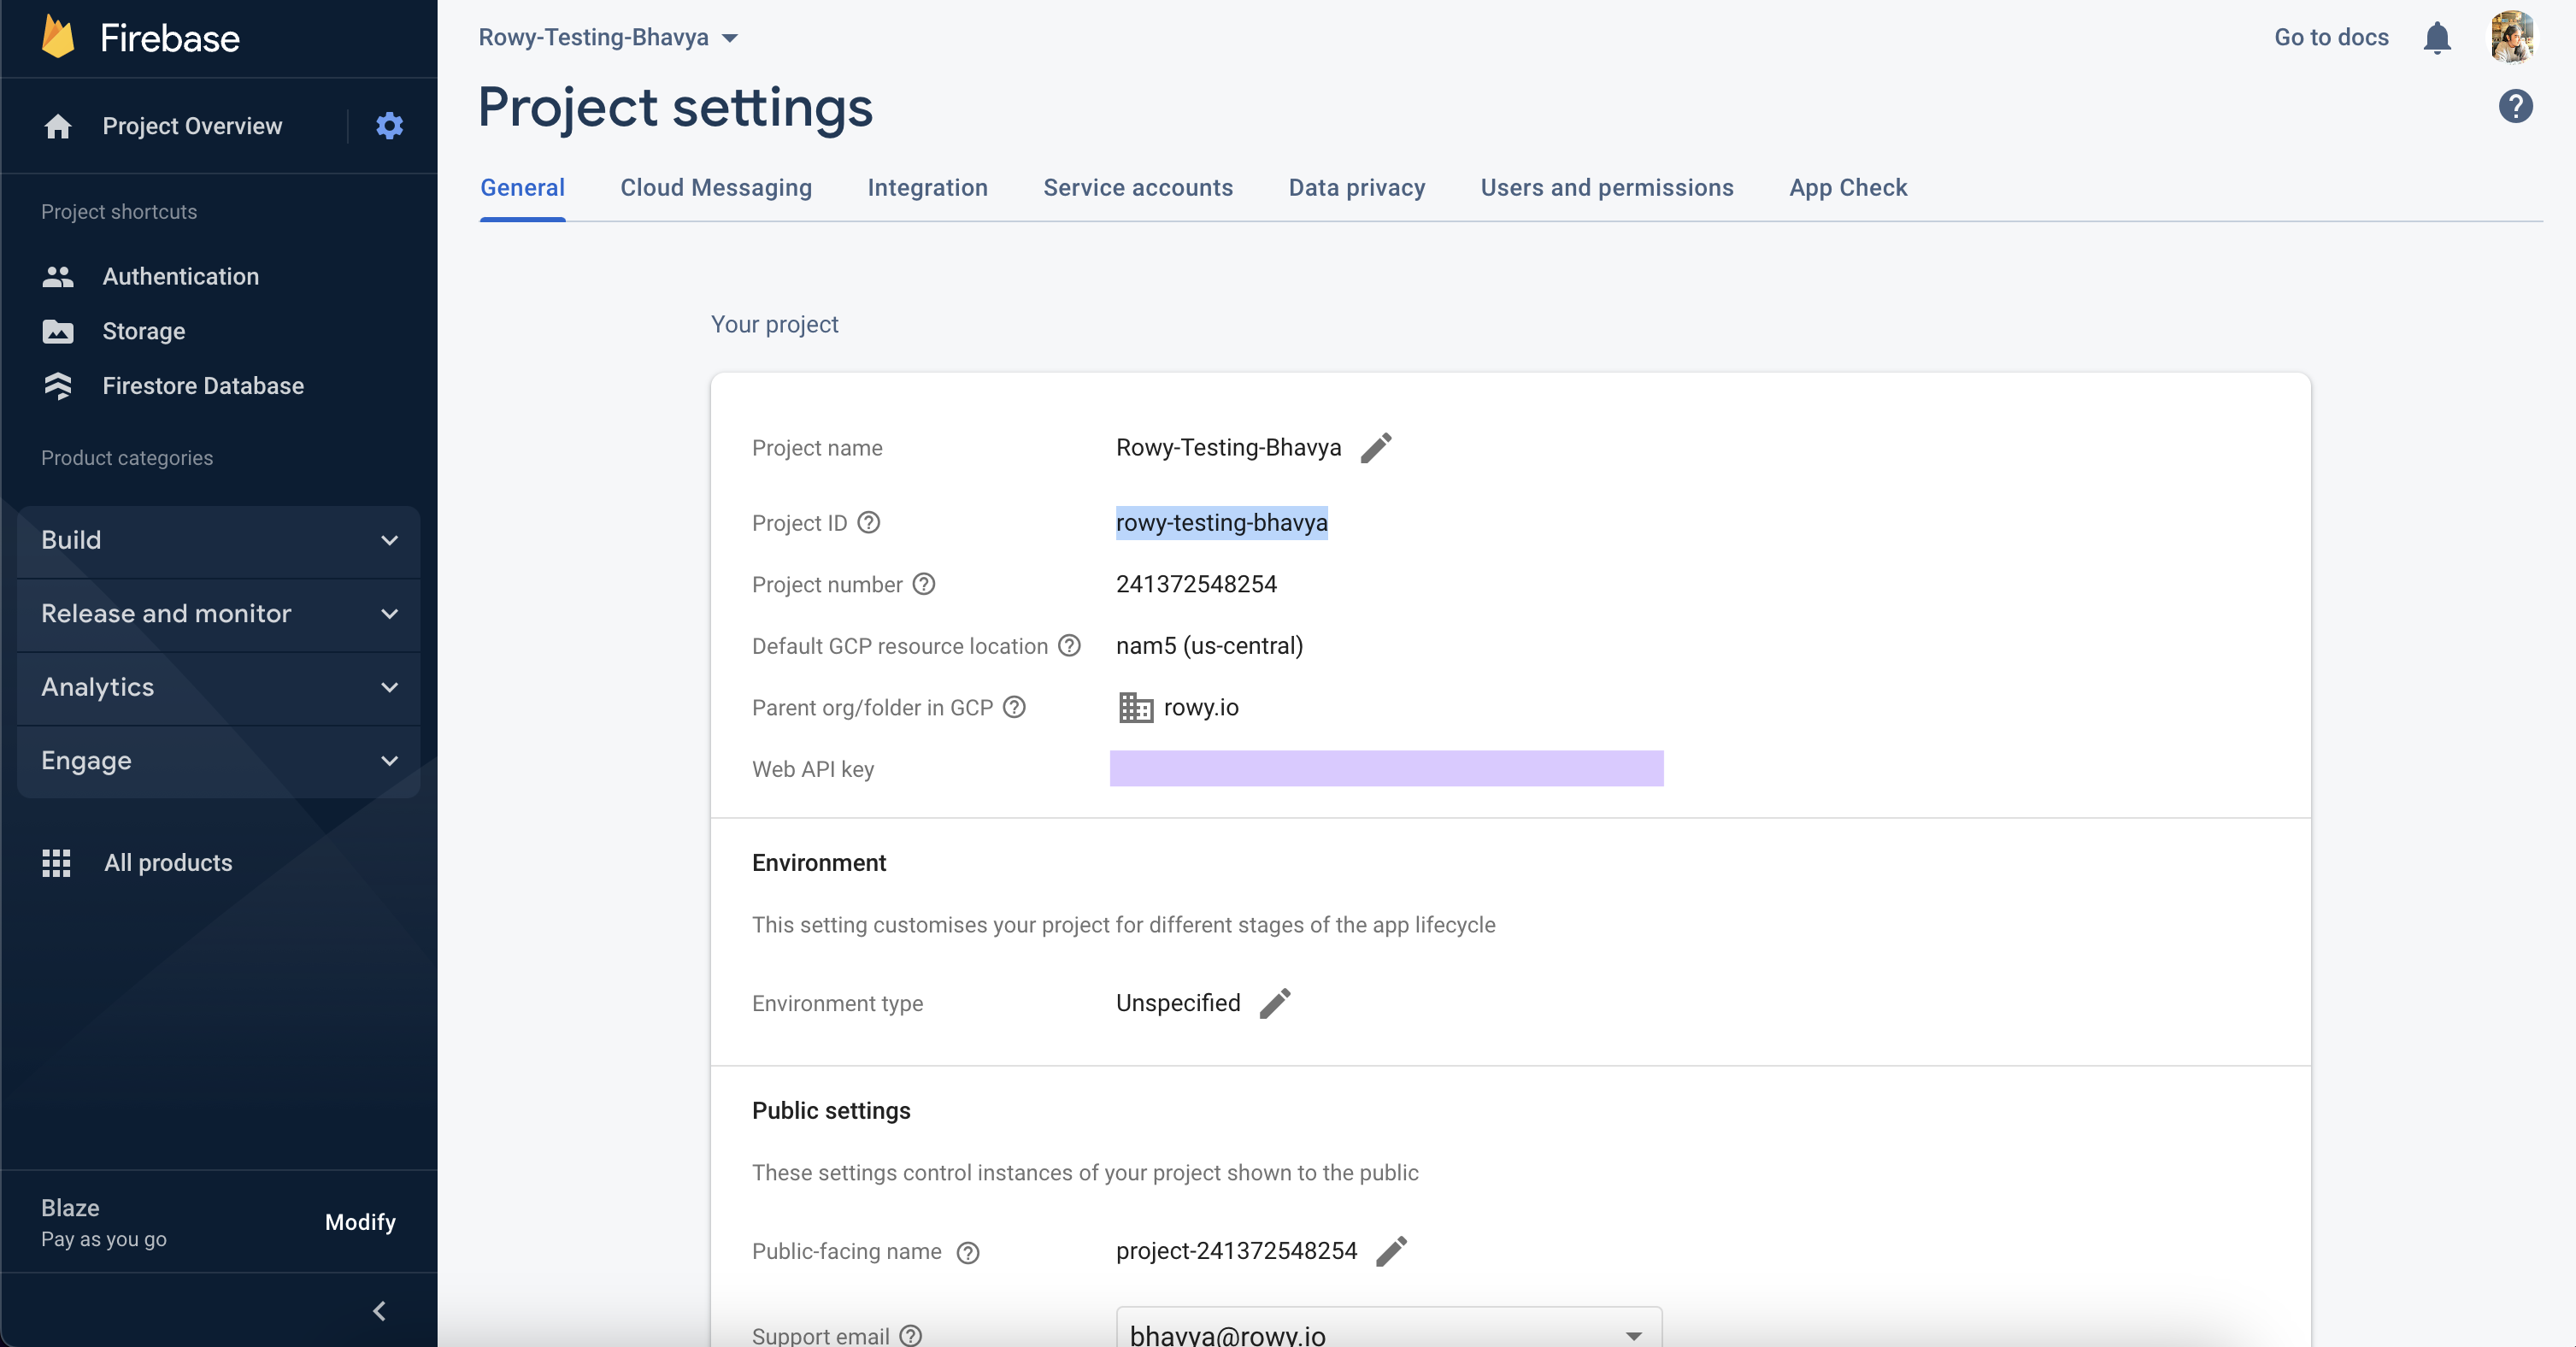 Firebase
Project Overview
Project shortcuts
Authentication
Storage
Firestore Database
Product categories
Build
Release and monitor
Analytics
Engage
All products
Blaze
Pay as you go
Modify
Rowy-Testing-Bhavya
Go to docs
Project settings
General Cloud Messaging Integration Service accounts Data privacy Users and permissions App Check
Your project
Project name Rowy-Testing-Bhavya
Project ID rowy-testing-bhavya
Project number 241372548254
Default GCP resource location nam5 (us-central)
Parent org/folder in GCP rowy.io
Web API key
Environment
This setting customises your project for different stages of the app lifecycle
Environment type Unspecified
Public settings
These settings control instances of your project shown to the public
Public-facing name project-241372548254
Support email bhavya@rowy.io